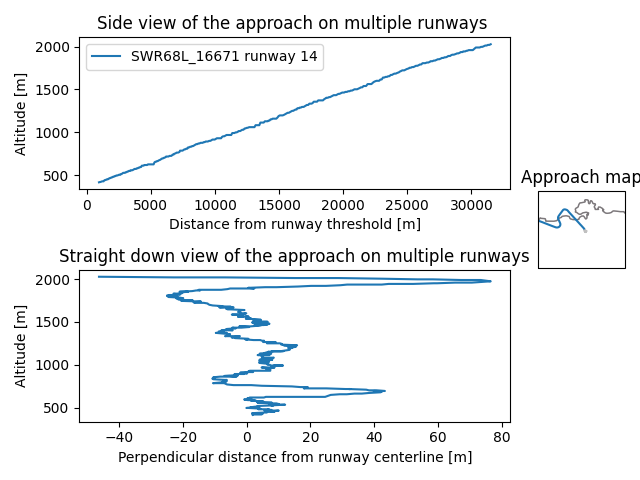 Side view of the approach on multiple runways
2000
1500
1000
500
Altitude [m]
SWR68L_16671 runway 14
0 5000 10000 15000 20000 25000 30000
Distance from runway threshold [m]
Approach map
Straight down view of the approach on multiple runways
2000
1500
1000
500
Altitude [m]
−40 −20 0 20 40 60 80
Perpendicular distance from runway centerline [m]